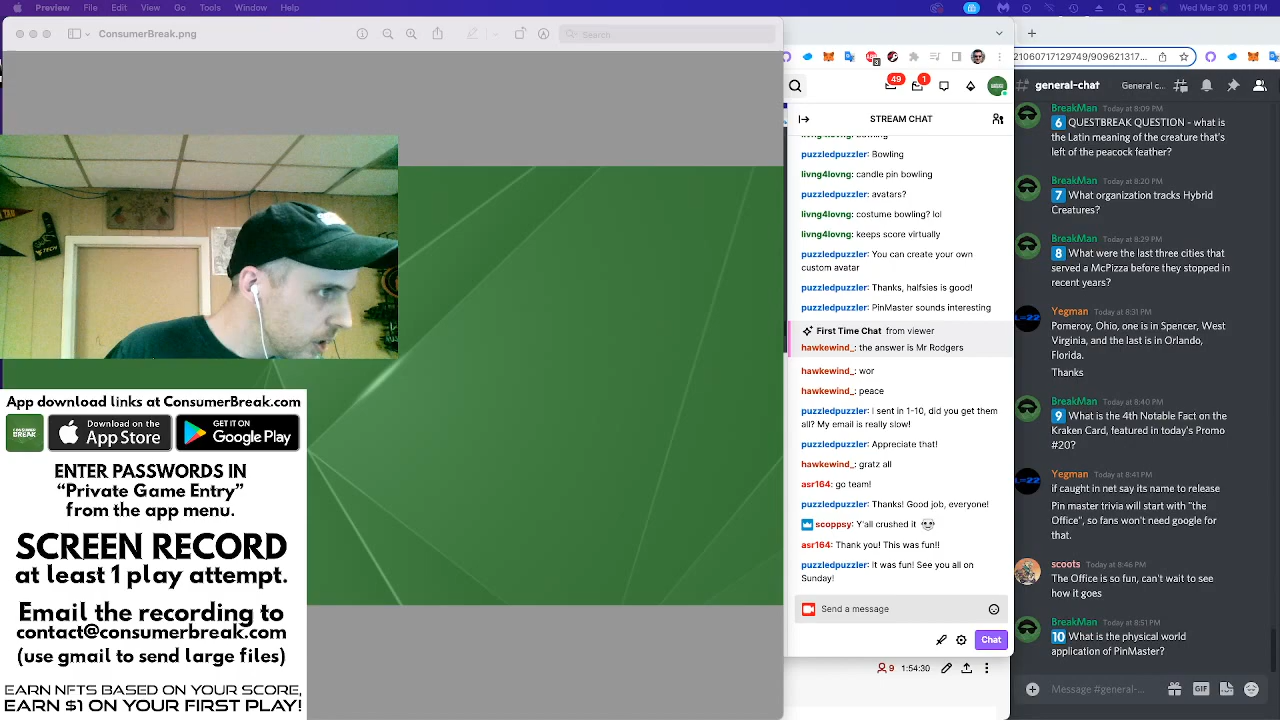 Preview File Edit View Go Tools Window Help
Wed Mar 30 9:01 PM
ConsumerBreak.png
Search
TECH
App download links at ConsumerBreak.com
CONSUMER
BREAK
Download on the
App Store
GET IT ON
Google Play
ENTER PASSWORDS IN
“Private Game Entry”
from the app menu.
SCREEN RECORD
at least 1 play attempt.
Email the recording to
contact@consumerbreak.com
(use gmail to send large files)
EARN NFTS BASED ON YOUR SCORE,
EARN $1 ON YOUR FIRST PLAY!
49
1
STREAM CHAT
livng4lovng: bowling
puzzledpuzzler: Bowling
livng4lovng: candle pin bowling
puzzledpuzzler: avatars?
livng4lovng: costume bowling? lol
livng4lovng: keeps score virtually
puzzledpuzzler: You can create your own
custom avatar
puzzledpuzzler: Thanks, halfsies is good!
puzzledpuzzler: PinMaster sounds interesting
First Time Chat from viewer
hawkewind_: the answer is Mr Rodgers
hawkewind_: wor
hawkewind_: peace
puzzledpuzzler: I sent in 1-10, did you get them
all? My email is really slow!
puzzledpuzzler: Appreciate that!
hawkewind_: gratz all
asr164: go team!
puzzledpuzzler: Thanks! Good job, everyone!
scoppsy: Y'all crushed it
asr164: Thank you! This was fun!!
puzzledpuzzler: It was fun! See you all on
Sunday!
Send a message
Chat
9 1:54:30
21060717129749/909621317...
# general-chat General c...
BreakMan Today at 8:09 PM
6 QUESTBREAK QUESTION - what is
the Latin meaning of the creature that's
left of the peacock feather?
BreakMan Today at 8:20 PM
7 What organization tracks Hybrid
Creatures?
BreakMan Today at 8:29 PM
8 What were the last three cities that
served a McPizza before they stopped in
recent years?
Yegman Today at 8:31 PM
Pomeroy, Ohio, one is in Spencer, West
Virginia, and the last is in Orlando,
Florida.
Thanks
BreakMan Today at 8:40 PM
9 What is the 4th Nodel Fact on the
Kraken Card, featured in today's Promo
#20?
Yegman Today at 8:41 PM
if caught in net say its name to release
Pin master trivia will start with the
"Office", so fans won't need google for
that.
scoots Today at 8:46 PM
The Office is so fun, can't wait to see
how it goes
BreakMan Today at 8:51 PM
10 What is the physical world
application of PinMaster?
Message #general-...
GIF